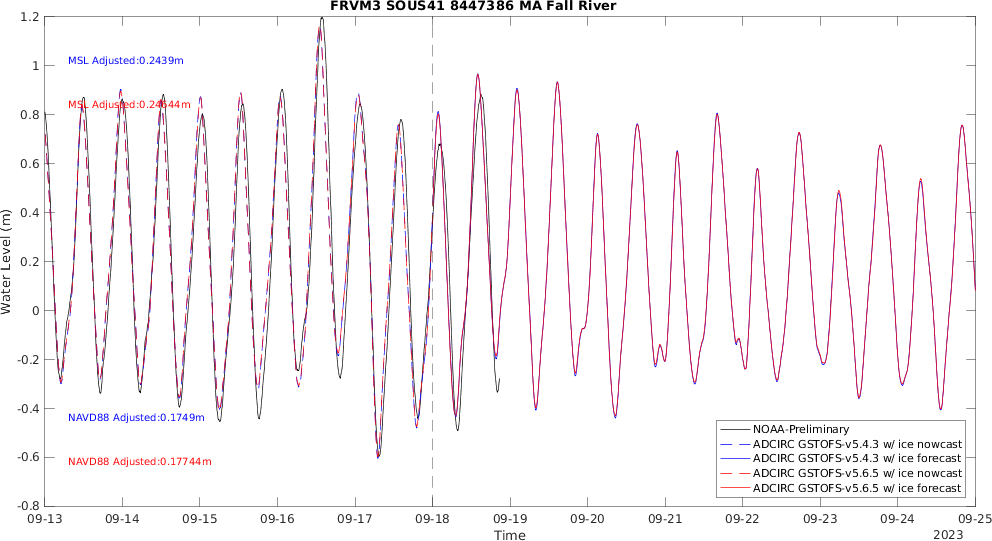 FRVM3 SOUS41 8447386 MA Fall River
1.2
1
0.8
0.6
0.4
0.2
0
-0.2
-0.4
-0.6
-0.8
Water Level (m)
MSL Adjusted:0.2439m
MSL Adjusted:0.24644m
NAVD88 Adjusted:0.1749m
NAVD88 Adjusted:0.17744m
NOAA-Preliminary
ADCIRC GSTOFS-v5.4.3 w/ ice nowcast
ADCIRC GSTOFS-v5.4.3 w/ ice forecast
ADCIRC GSTOFS-v5.6.5 w/ ice nowcast
ADCIRC GSTOFS-v5.6.5 w/ ice forecast
09-13 09-14 09-15 09-16 09-17 09-18 09-19 09-20 09-21 09-22 09-23 09-24 09-25
Time
2023